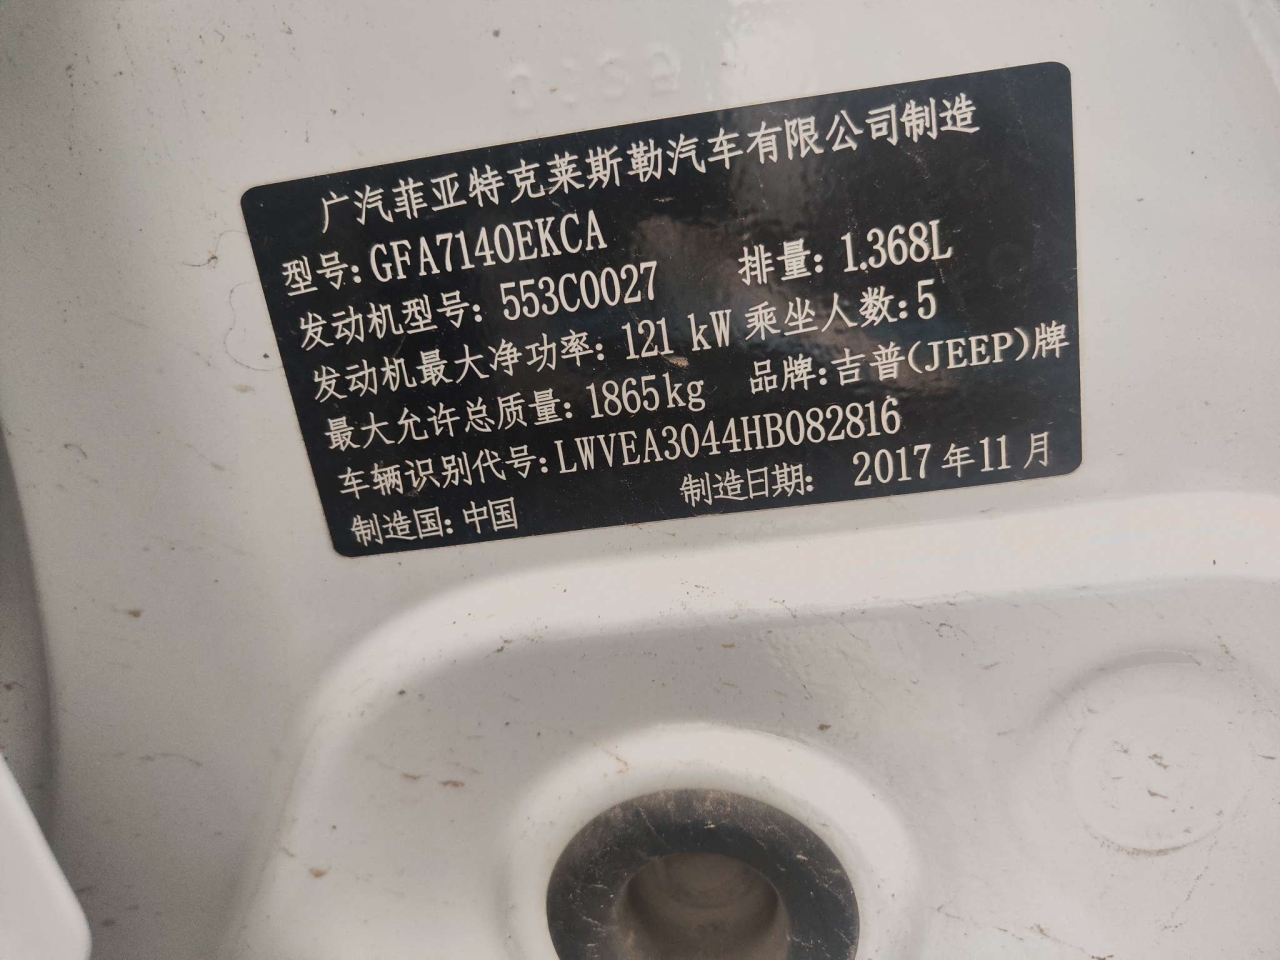 广汽菲亚特克莱斯勒汽车有限公司制造
型号: GFA7140EKCA
发动机型号: 553C0027 排量: 1.368L
发动机最大净功率: 121 kW 乘坐人数: 5
最大允许总质量: 1865kg 品牌: 吉普(JEEP)牌
车辆识别代号: LWVEA3044HB082816
制造国: 中国 制造日期: 2017年11月